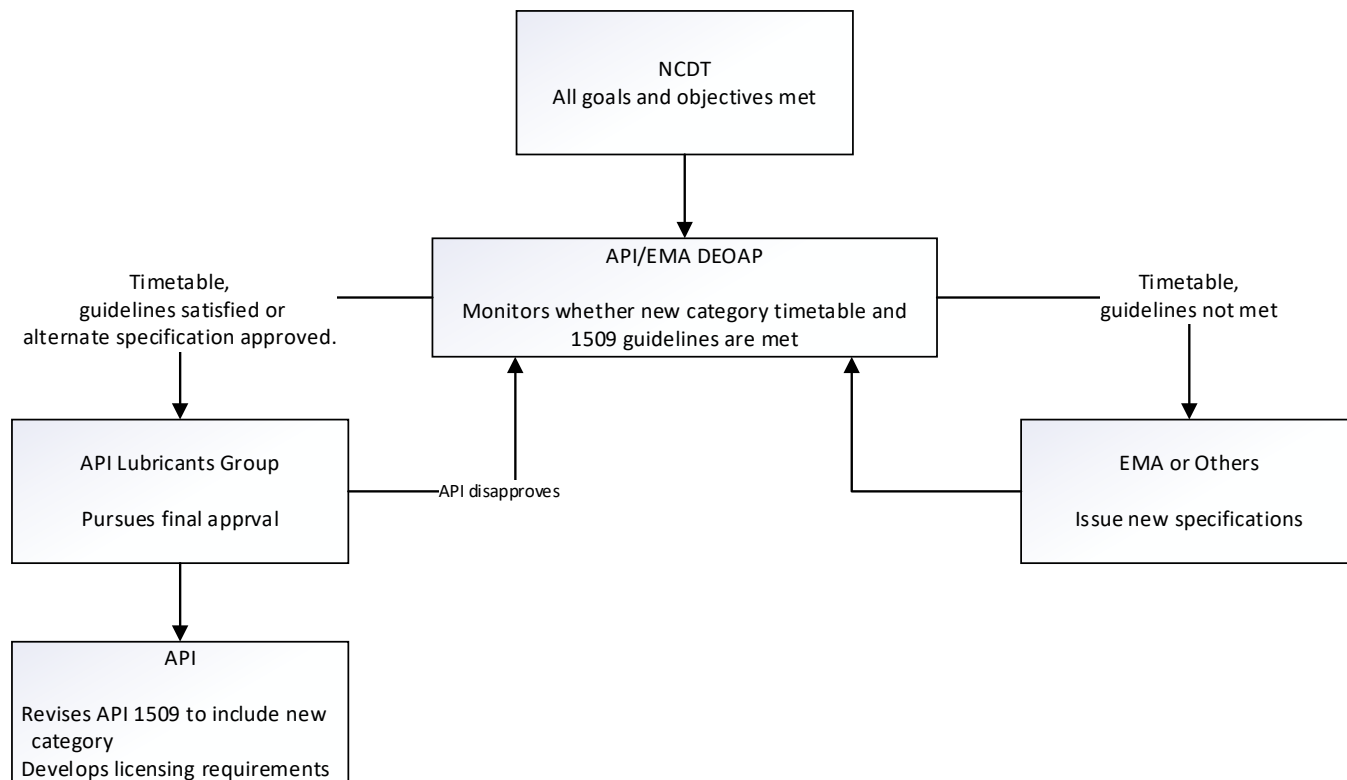 NCDT
All goals and objectives met
API/EMA DEOAP
Monitors whether new category timetable and
1509 guidelines are met
Timetable,
guidelines satisfied or
alternate specification approved.
Timetable,
guidelines not met
API Lubricants Group
Pursues final apprval
API disapproves
EMA or Others
Issue new specifications
API
Revises API 1509 to include new
category
Develops licensing requirements